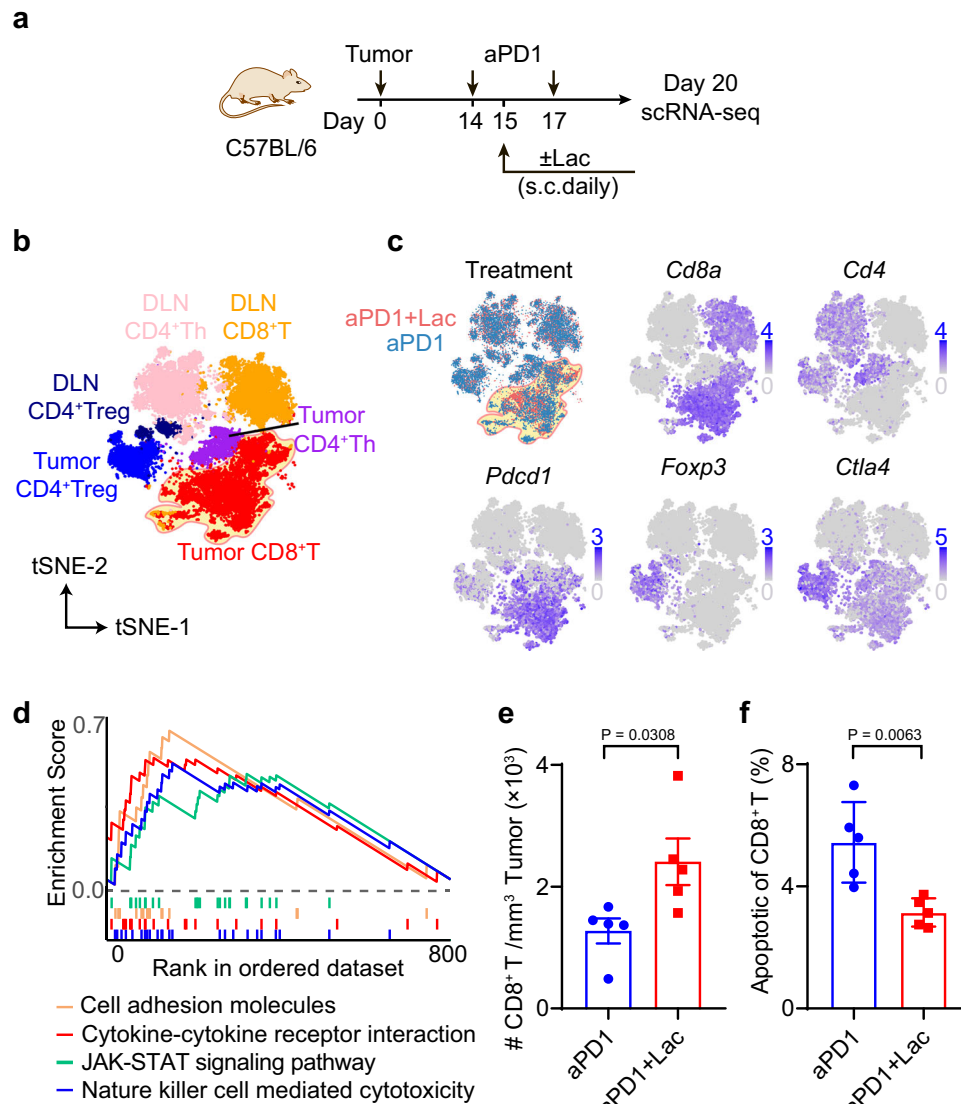 a
Tumor
aPD1
Day 20
scRNA-seq
Day 0 14 15 17
C57BL/6
±Lac
(s.c.daily)
b
DLN
CD4⁺Th
DLN
CD8⁺T
DLN
CD4⁺Treg
Tumor
CD4⁺Th
Tumor
CD4⁺Treg
Tumor CD8⁺T
tSNE-2
tSNE-1
c
Treatment
aPD1+Lac
aPD1
Cd8a
4
0
Cd4
4
0
Pdcd1
3
0
Foxp3
3
0
Ctla4
5
0
d
Enrichment Score
0.7
0.0
0 800
Rank in ordered dataset
Cell adhesion molecules
Cytokine-cytokine receptor interaction
JAK-STAT signaling pathway
Nature killer cell mediated cytotoxicity
e
P = 0.0308
# CD8⁺ T /mm³ Tumor (×10³)
4
2
0
aPD1
aPD1+Lac
f
P = 0.0063
Apoptotic of CD8⁺ T (%)
8
4
0
aPD1
aPD1+Lac